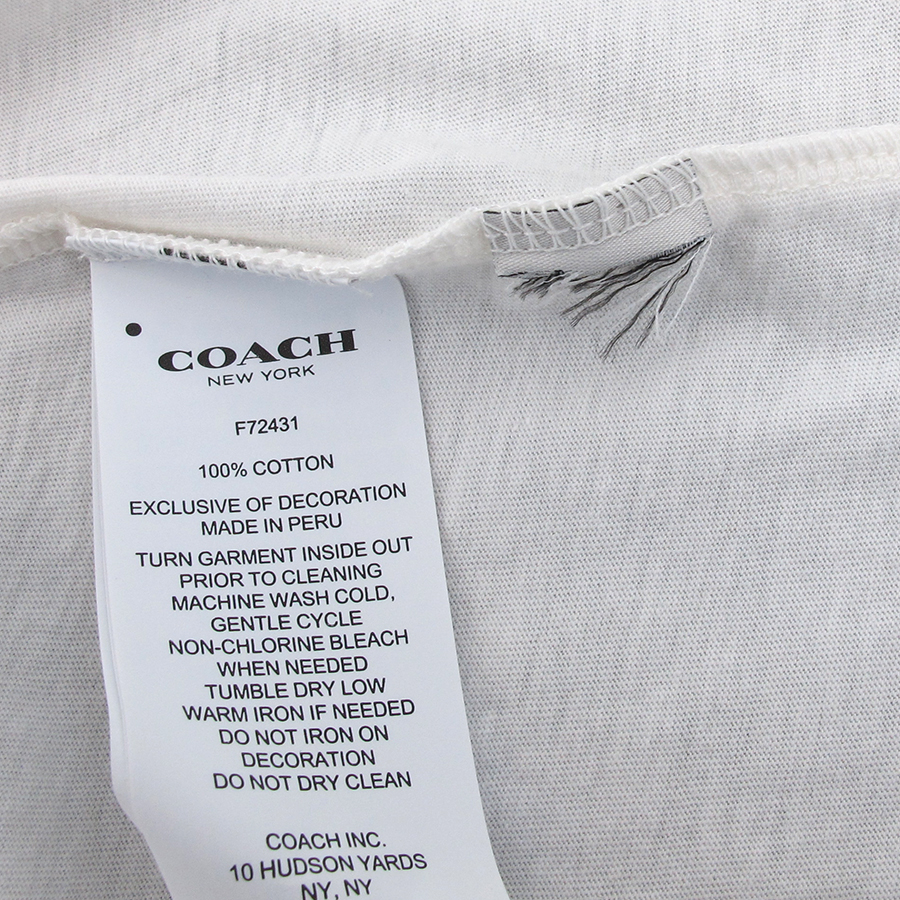 COACH
NEW YORK
F72431
100% COTTON
EXCLUSIVE OF DECORATION
MADE IN PERU
TURN GARMENT INSIDE OUT
PRIOR TO CLEANING
MACHINE WASH COLD,
GENTLE CYCLE
NON-CHLORINE BLEACH
WHEN NEEDED
TUMBLE DRY LOW
WARM IRON IF NEEDED
DO NOT IRON ON
DECORATION
DO NOT DRY CLEAN
COACH INC.
10 HUDSON YARDS
NY, NY